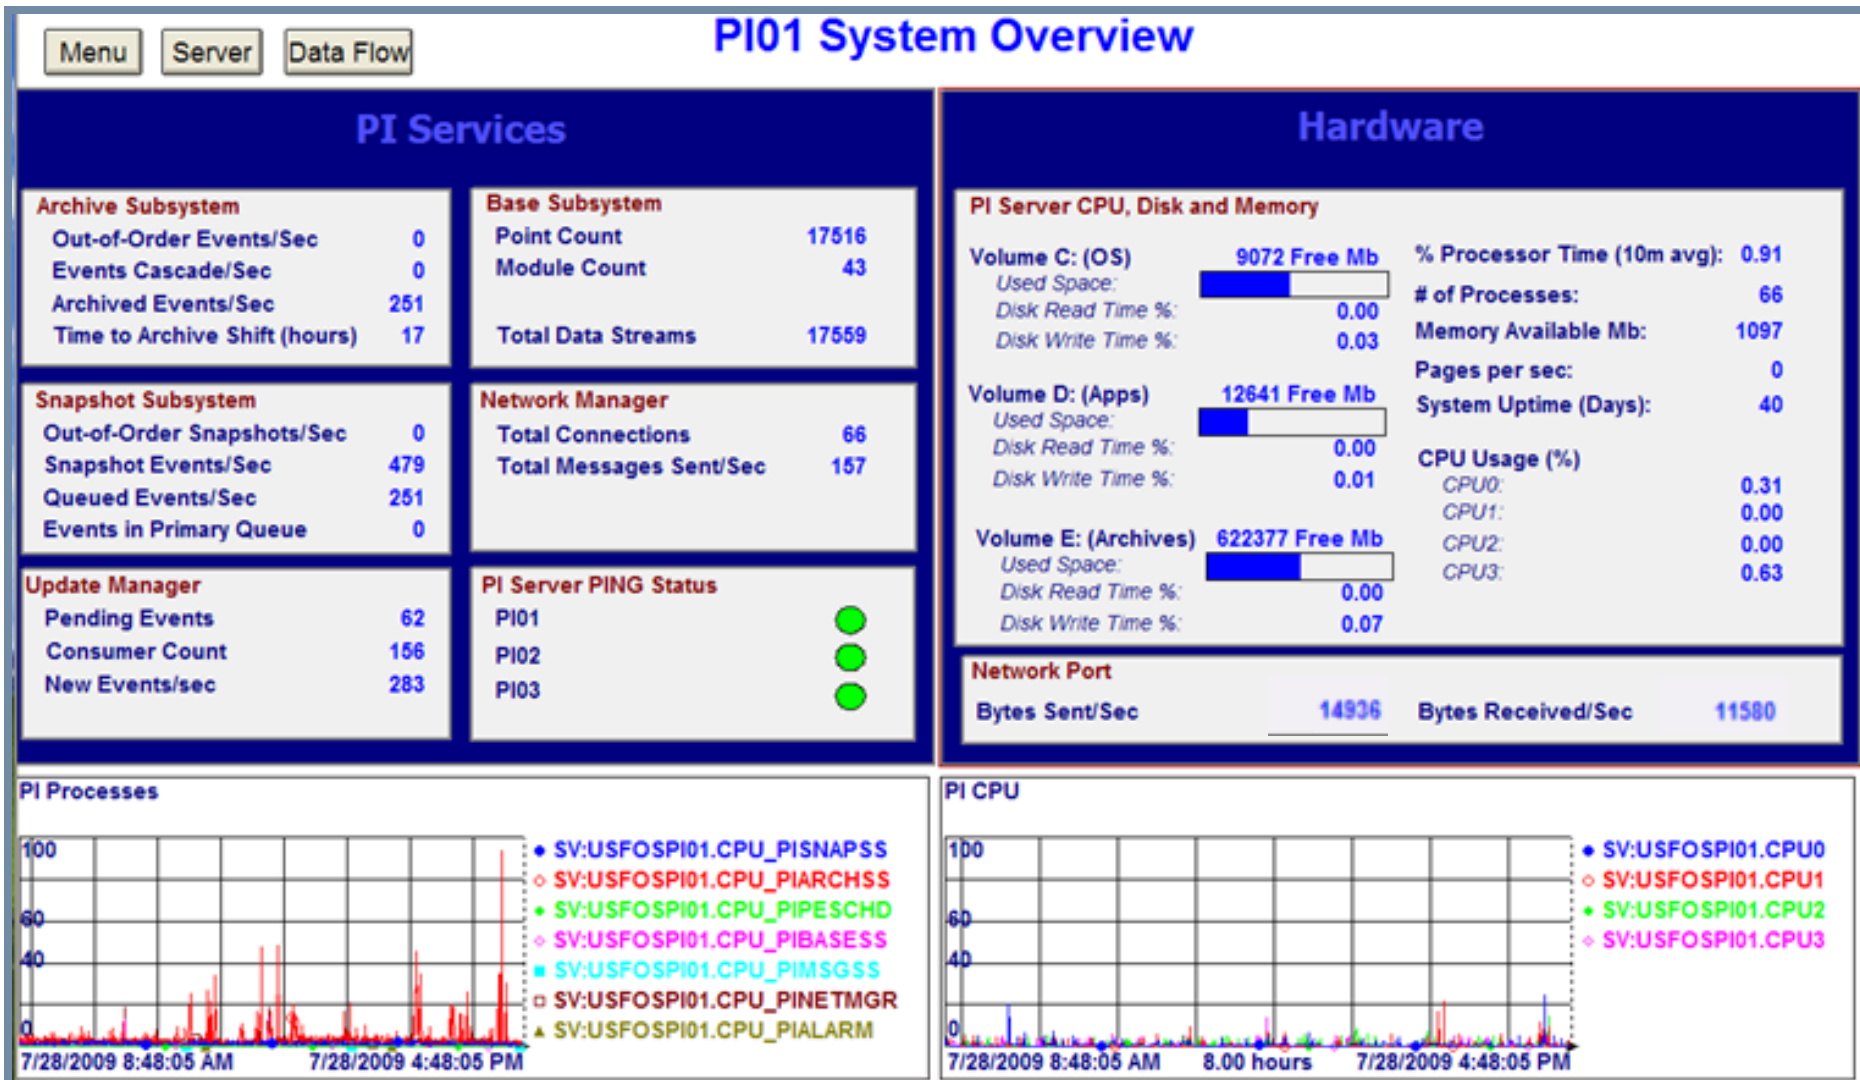 Menu Server Data Flow
PI01 System Overview
PI Services
Archive Subsystem
Out-of-Order Events/Sec 0
Events Cascade/Sec 0
Archived Events/Sec 251
Time to Archive Shift (hours) 17
Base Subsystem
Point Count 17516
Module Count 43
Total Data Streams 17559
Snapshot Subsystem
Out-of-Order Snapshots/Sec 0
Snapshot Events/Sec 479
Queued Events/Sec 251
Events in Primary Queue 0
Network Manager
Total Connections 66
Total Messages Sent/Sec 157
Update Manager
Pending Events 62
Consumer Count 156
New Events/sec 283
PI Server PING Status
PI01
PI02
PI03
Hardware
PI Server CPU, Disk and Memory
Volume C: (OS) 9072 Free Mb
Used Space:
Disk Read Time %: 0.00
Disk Write Time %: 0.03
Volume D: (Apps) 12641 Free Mb
Used Space:
Disk Read Time %: 0.00
Disk Write Time %: 0.01
Volume E: (Archives) 622377 Free Mb
Used Space:
Disk Read Time %: 0.00
Disk Write Time %: 0.07
% Processor Time (10m avg): 0.91
# of Processes: 66
Memory Available Mb: 1097
Pages per sec: 0
System Uptime (Days): 40
CPU Usage (%)
CPU0: 0.31
CPU1: 0.00
CPU2: 0.00
CPU3: 0.63
Network Port
Bytes Sent/Sec 14936 Bytes Received/Sec 11580
PI Processes
100
60
40
0
7/28/2009 8:48:05 AM 7/28/2009 4:48:05 PM
SV:USFOSPI01.CPU_PISNAPSS
SV:USFOSPI01.CPU_PIARCHSS
SV:USFOSPI01.CPU_PIPESCHD
SV:USFOSPI01.CPU_PIBASESS
SV:USFOSPI01.CPU_PIMSGSS
SV:USFOSPI01.CPU_PINETMGR
SV:USFOSPI01.CPU_PIALARM
PI CPU
100
60
40
0
7/28/2009 8:48:05 AM 8.00 hours 7/28/2009 4:48:05 PM
SV:USFOSPI01.CPU0
SV:USFOSPI01.CPU1
SV:USFOSPI01.CPU2
SV:USFOSPI01.CPU3